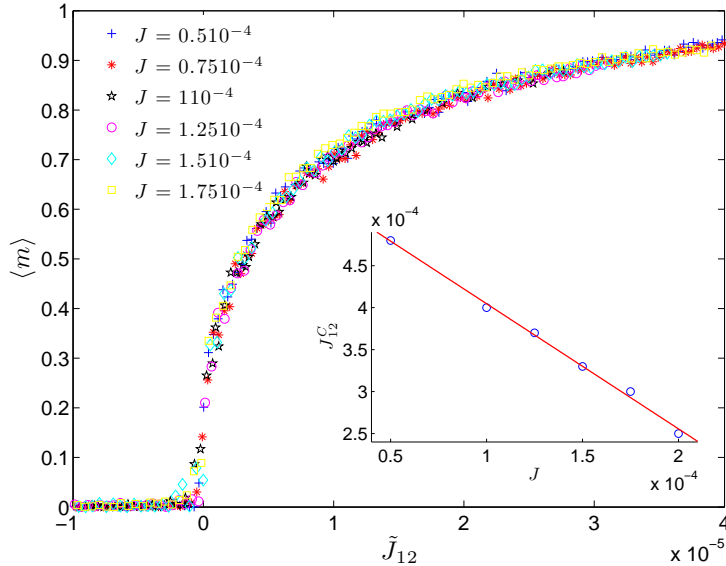 1
0.9
0.8
0.7
0.6
0.5
0.4
0.3
0.2
0.1
0
⟨m⟩
J = 0.510⁻⁴
J = 0.7510⁻⁴
J = 110⁻⁴
J = 1.2510⁻⁴
J = 1.510⁻⁴
J = 1.7510⁻⁴
x 10⁻⁴
4.5
4
3.5
3
2.5
J₁₂ᶜ
0.5 1 1.5 2
J
x 10⁻⁴
-1 0 1 2 3 4
J̃₁₂
x 10⁻⁵